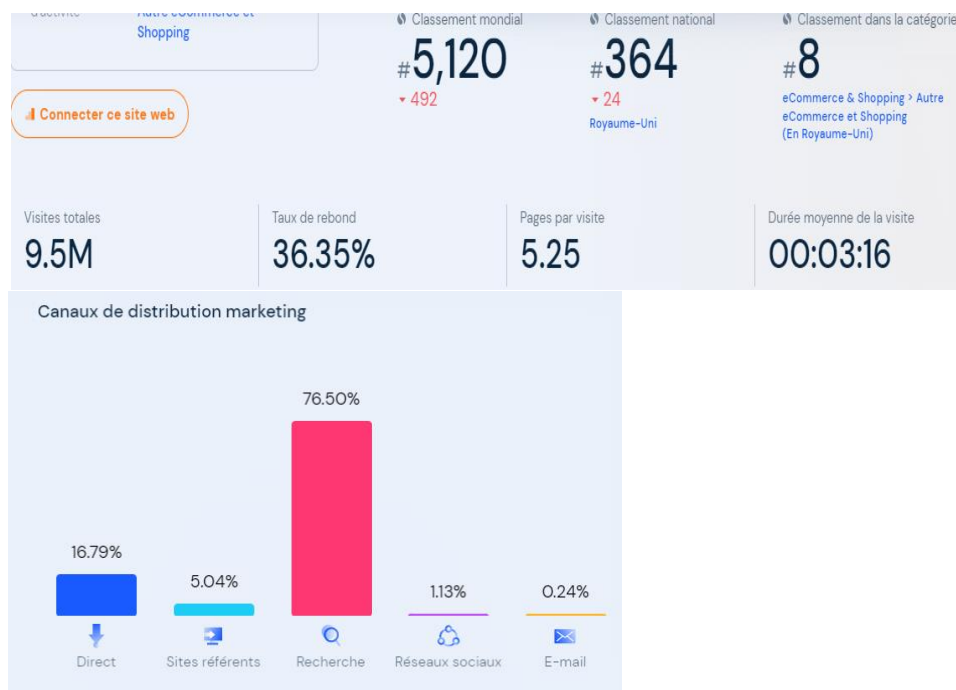 d'activité
Autre eCommerce et
Shopping
Connecter ce site web
Classement mondial
#5,120
492
Classement national
#364
24
Royaume-Uni
Classement dans la catégorie
#8
eCommerce & Shopping > Autre
eCommerce et Shopping
(En Royaume-Uni)
Visites totales
9.5M
Taux de rebond
36.35%
Pages par visite
5.25
Durée moyenne de la visite
00:03:16
Canaux de distribution marketing
16.79%
5.04%
76.50%
1.13%
0.24%
Direct
Sites référents
Recherche
Réseaux sociaux
E-mail